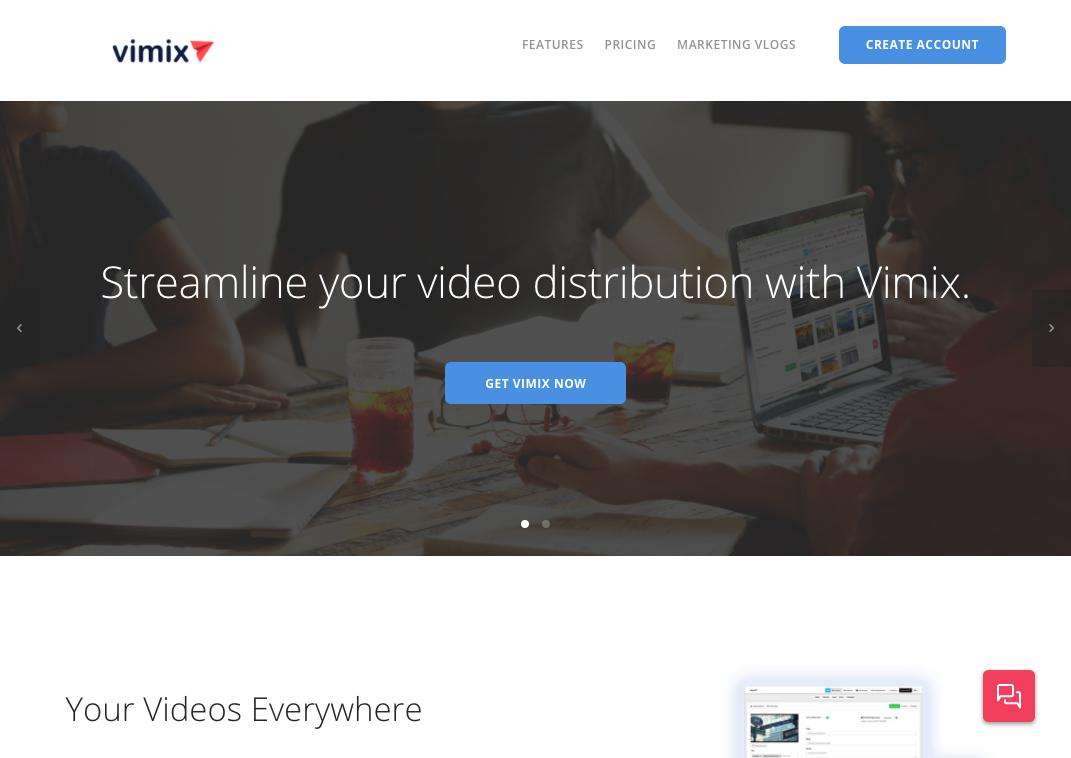 vimix
FEATURES
PRICING
MARKETING VLOGS
CREATE ACCOUNT
Streamline your video distribution with Vimix.
GET VIMIX NOW
Your Videos Everywhere